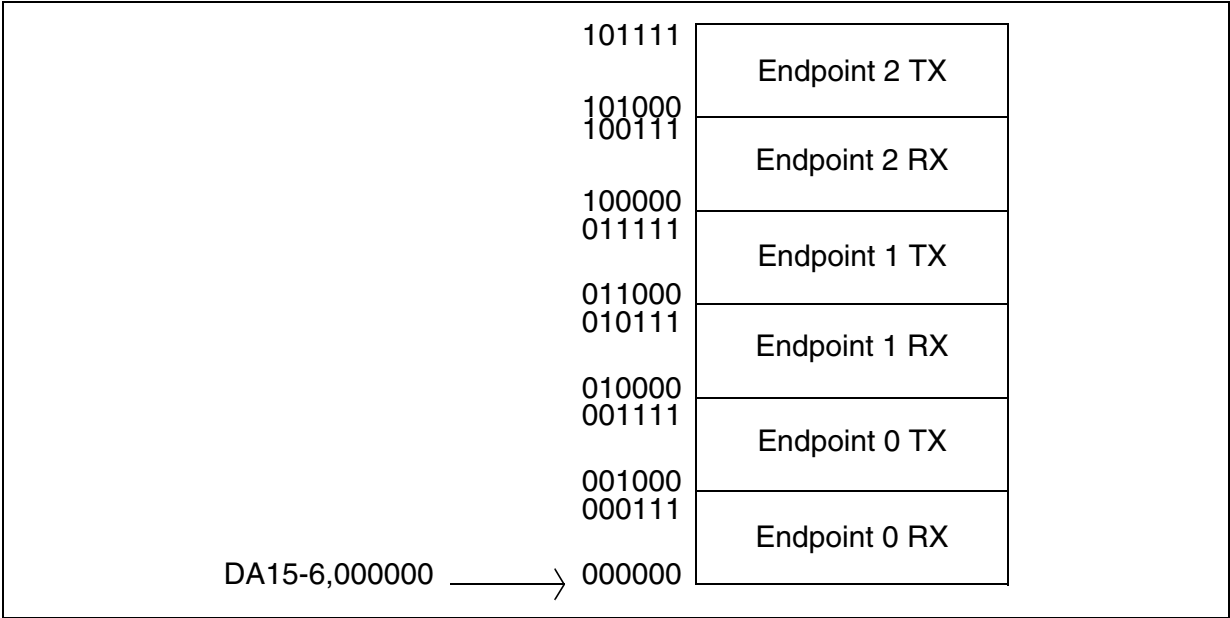 101111
Endpoint 2 TX
101000
100111
Endpoint 2 RX
100000
011111
Endpoint 1 TX
011000
010111
Endpoint 1 RX
010000
001111
Endpoint 0 TX
001000
000111
Endpoint 0 RX
DA15-6,000000 000000